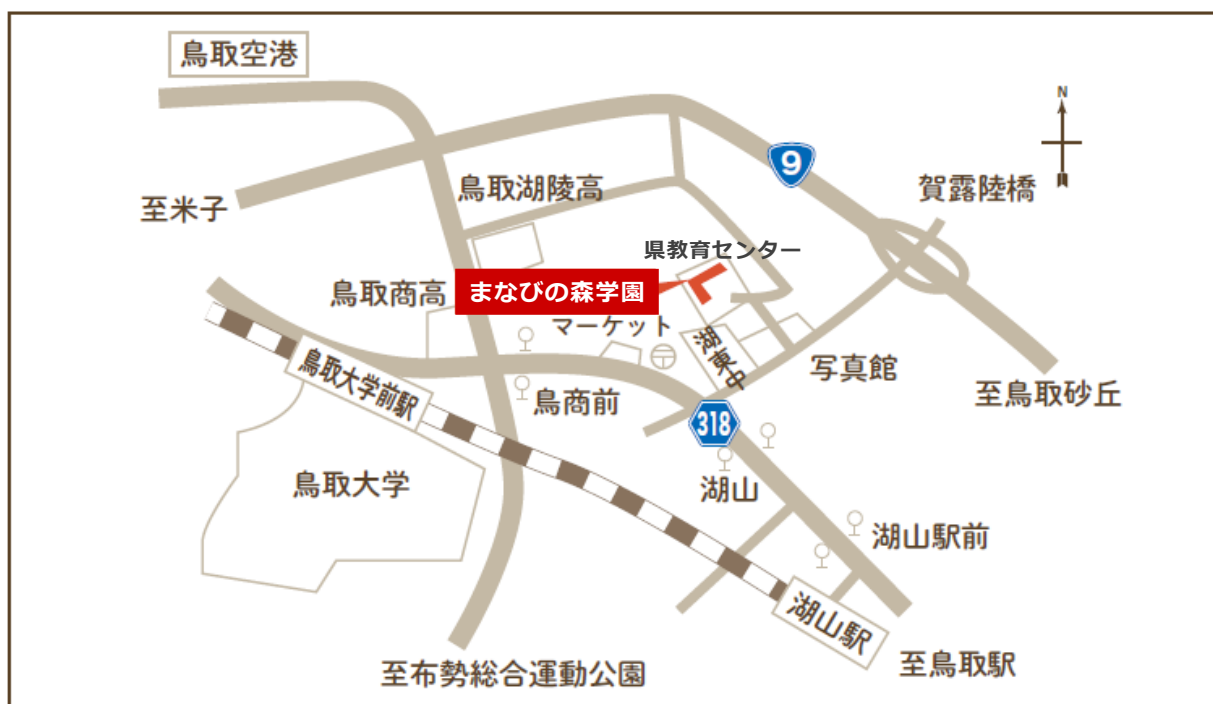 鳥取空港
N
9
鳥取湖陵高
賀露陸橋
至米子
県教育センター
鳥取商高
まなびの森学園
マーケット
湖東中
写真館
鳥取大学前駅
鳥商前
至鳥取砂丘
318
鳥取大学
湖山
湖山駅前
湖山駅
至鳥取駅
至布勢総合運動公園